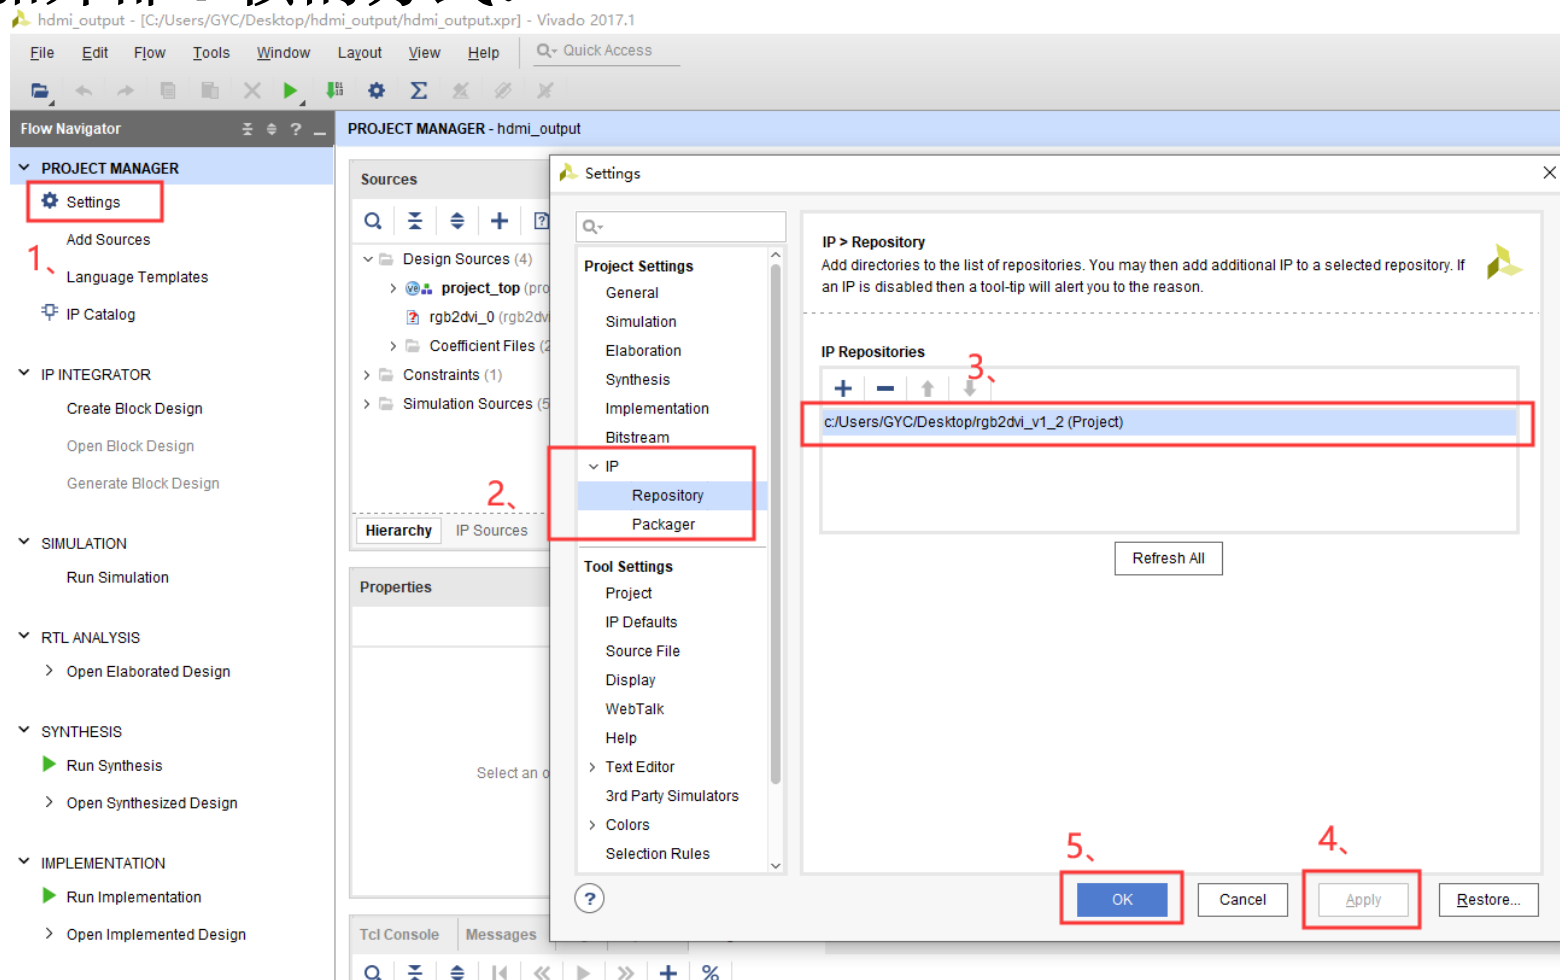 hdmi_output - [C:/Users/GYC/Desktop/hdmi_output/hdmi_output.xpr] - Vivado 2017.1
File Edit Flow Tools Window Layout View Help Quick Access
Flow Navigator
PROJECT MANAGER
Settings
1、
Add Sources
Language Templates
IP Catalog
IP INTEGRATOR
Create Block Design
Open Block Design
Generate Block Design
SIMULATION
Run Simulation
RTL ANALYSIS
Open Elaborated Design
SYNTHESIS
Run Synthesis
Open Synthesized Design
IMPLEMENTATION
Run Implementation
Open Implemented Design
PROJECT MANAGER - hdmi_output
Sources
Design Sources (4)
project_top (pro
rgb2dvi_0 (rgb2dvi
Coefficient Files (2
Constraints (1)
Simulation Sources (5
2、
Hierarchy IP Sources
Properties
Select an o
Tcl Console Messages
Settings
Project Settings
General
Simulation
Elaboration
Synthesis
Implementation
Bitstream
IP
Repository
Packager
Tool Settings
Project
IP Defaults
Source File
Display
WebTalk
Help
Text Editor
3rd Party Simulators
Colors
Selection Rules
IP > Repository
Add directories to the list of repositories. You may then add additional IP to a selected repository. If
an IP is disabled then a tool-tip will alert you to the reason.
IP Repositories
3、
c:/Users/GYC/Desktop/rgb2dvi_v1_2 (Project)
Refresh All
5、
4、
OK Cancel Apply Restore...